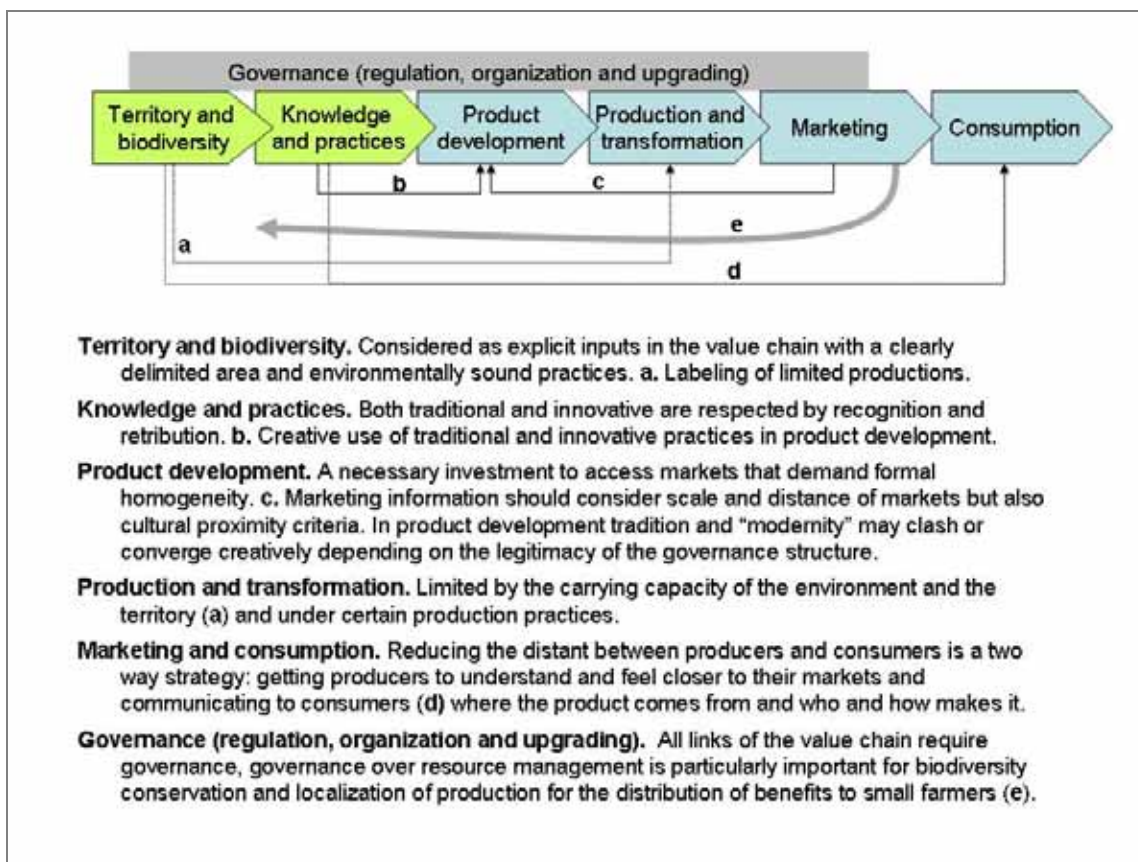 Governance (regulation, organization and upgrading)
Territory and
biodiversity
Knowledge
and practices
Product
development
Production and
transformation
Marketing
Consumption
b
c
e
a
d
Territory and biodiversity. Considered as explicit inputs in the value chain with a clearly
delimited area and environmentally sound practices. a. Labeling of limited productions.
Knowledge and practices. Both traditional and innovative are respected by recognition and
retribution. b. Creative use of traditional and innovative practices in product development.
Product development. A necessary investment to access markets that demand formal
homogeneity. c. Marketing information should consider scale and distance of markets but also
cultural proximity criteria. In product development tradition and “modernity” may clash or
converge creatively depending on the legitimacy of the governance structure.
Production and transformation. Limited by the carrying capacity of the environment and the
territory (a) and under certain production practices.
Marketing and consumption. Reducing the distant between producers and consumers is a two
way strategy: getting producers to understand and feel closer to their markets and
communicating to consumers (d) where the product comes from and who and how makes it.
Governance (regulation, organization and upgrading). All links of the value chain require
governance, governance over resource management is particularly important for biodiversity
conservation and localization of production for the distribution of benefits to small farmers (e).